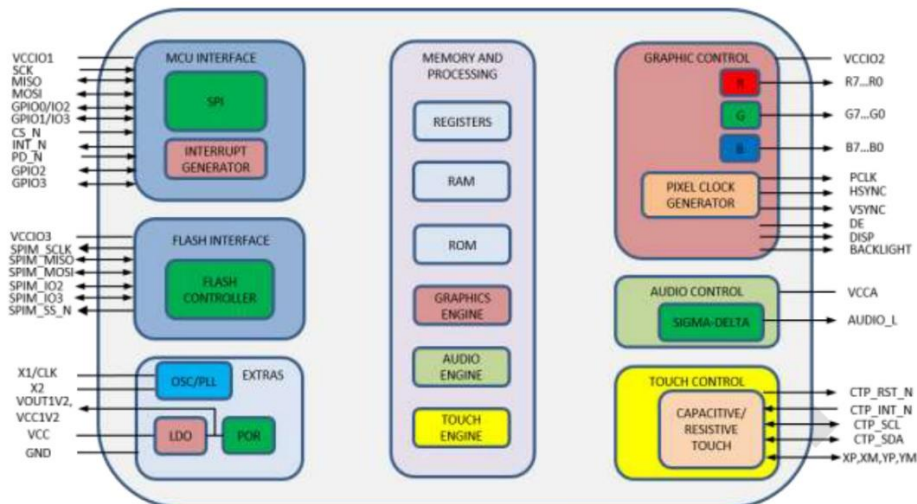 VCCIO1
SCK
MISO
MOSI
GPIO0/IO2
GPIO1/IO3
CS_N
INT_N
PD_N
GPIO2
GPIO3
MCU INTERFACE
SPI
INTERRUPT
GENERATOR
VCCIO3
SPIM_SCLK
SPIM_MISO
SPIM_MOSI
SPIM_IO2
SPIM_IO3
SPIM_SS_N
FLASH INTERFACE
FLASH
CONTROLLER
X1/CLK
X2
VOUT1V2,
VCC1V2
VCC
GND
OSC/PLL
EXTRAS
LDO
POR
MEMORY AND
PROCESSING
REGISTERS
RAM
ROM
GRAPHICS
ENGINE
AUDIO
ENGINE
TOUCH
ENGINE
GRAPHIC CONTROL
R
G
B
PIXEL CLOCK
GENERATOR
VCCIO2
R7...R0
G7...G0
B7...B0
PCLK
HSYNC
VSYNC
DE
DISP
BACKLIGHT
AUDIO CONTROL
SIGMA-DELTA
VCCA
AUDIO_L
TOUCH CONTROL
CAPACITIVE/
RESISTIVE
TOUCH
CTP_RST_N
CTP_INT_N
CTP_SCL
CTP_SDA
XP,XM,YP,YM